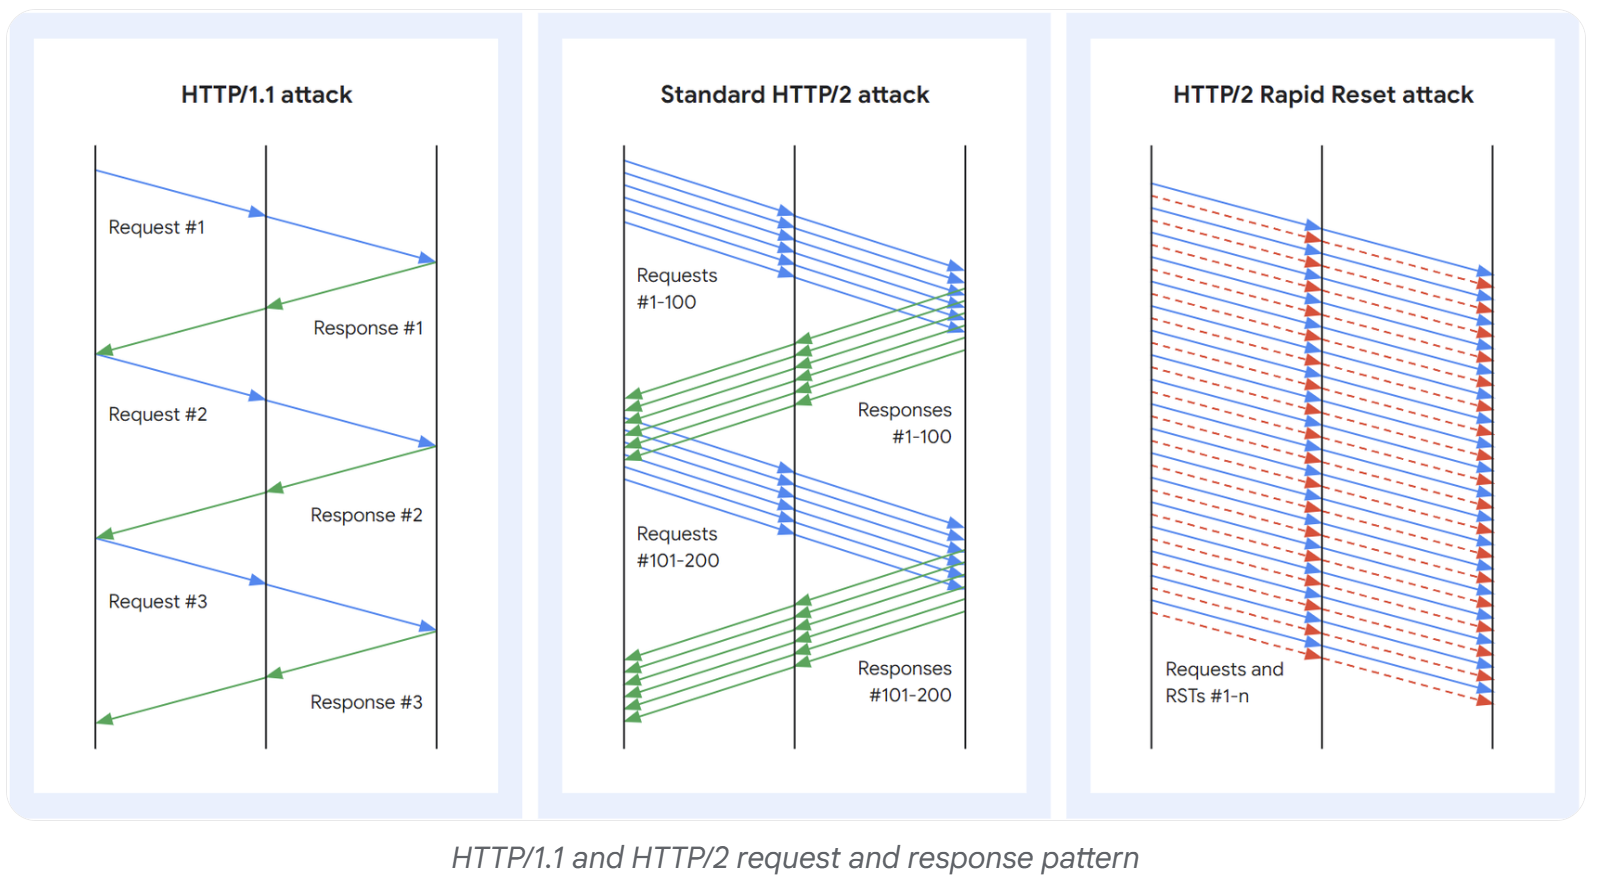 HTTP/1.1 attack
Request #1
Response #1
Request #2
Response #2
Request #3
Response #3
Standard HTTP/2 attack
Requests
#1-100
Responses
#1-100
Requests
#101-200
Responses
#101-200
HTTP/2 Rapid Reset attack
Requests and
RSTs #1-n
HTTP/1.1 and HTTP/2 request and response pattern